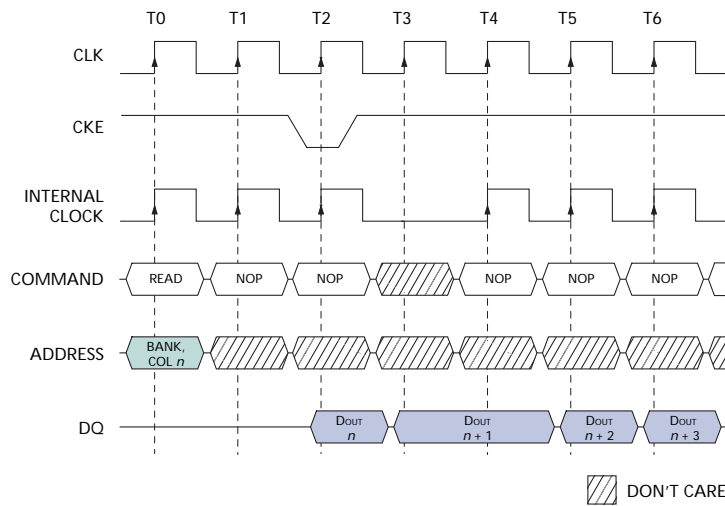 T0 T1 T2 T3 T4 T5 T6
CLK
CKE
INTERNAL
CLOCK
COMMAND READ NOP NOP NOP NOP NOP
ADDRESS BANK,
COL n
DQ DOUT
n DOUT
n + 1 DOUT
n + 2 DOUT
n + 3
DON'T CARE